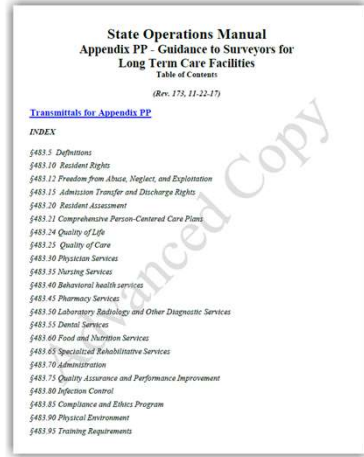 State Operations Manual
Appendix PP - Guidance to Surveyors for
Long Term Care Facilities
Table of Contents
(Rev. 173, 11-22-17)
Transmittals for Appendix PP
INDEX
§483.5 Definitions
§483.10 Resident Rights
§483.12 Freedom from Abuse, Neglect, and Exploitation
§483.15 Admission Transfer and Discharge Rights
§483.20 Resident Assessment
§483.21 Comprehensive Person-Centered Care Plans
§483.24 Quality of Life
§483.25 Quality of Care
§483.30 Physician Services
§483.35 Nursing Services
§483.40 Behavioral health services
§483.45 Pharmacy Services
§483.50 Laboratory Radiology and Other Diagnostic Services
§483.55 Dental Services
§483.60 Food and Nutrition Services
§483.65 Specialized Rehabilitative Services
§483.70 Administration
§483.75 Quality Assurance and Performance Improvement
§483.80 Infection Control
§483.85 Compliance and Ethics Program
§483.90 Physical Environment
§483.95 Training Requirements
Advanced Copy